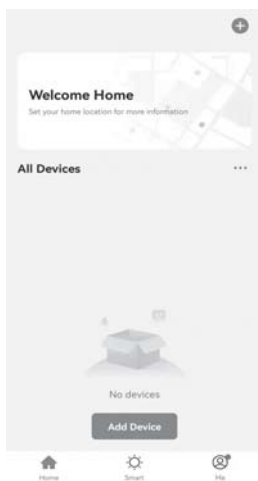 Welcome Home
Set your home location for more information
All Devices
No devices
Add Device
Home
Smart
Me